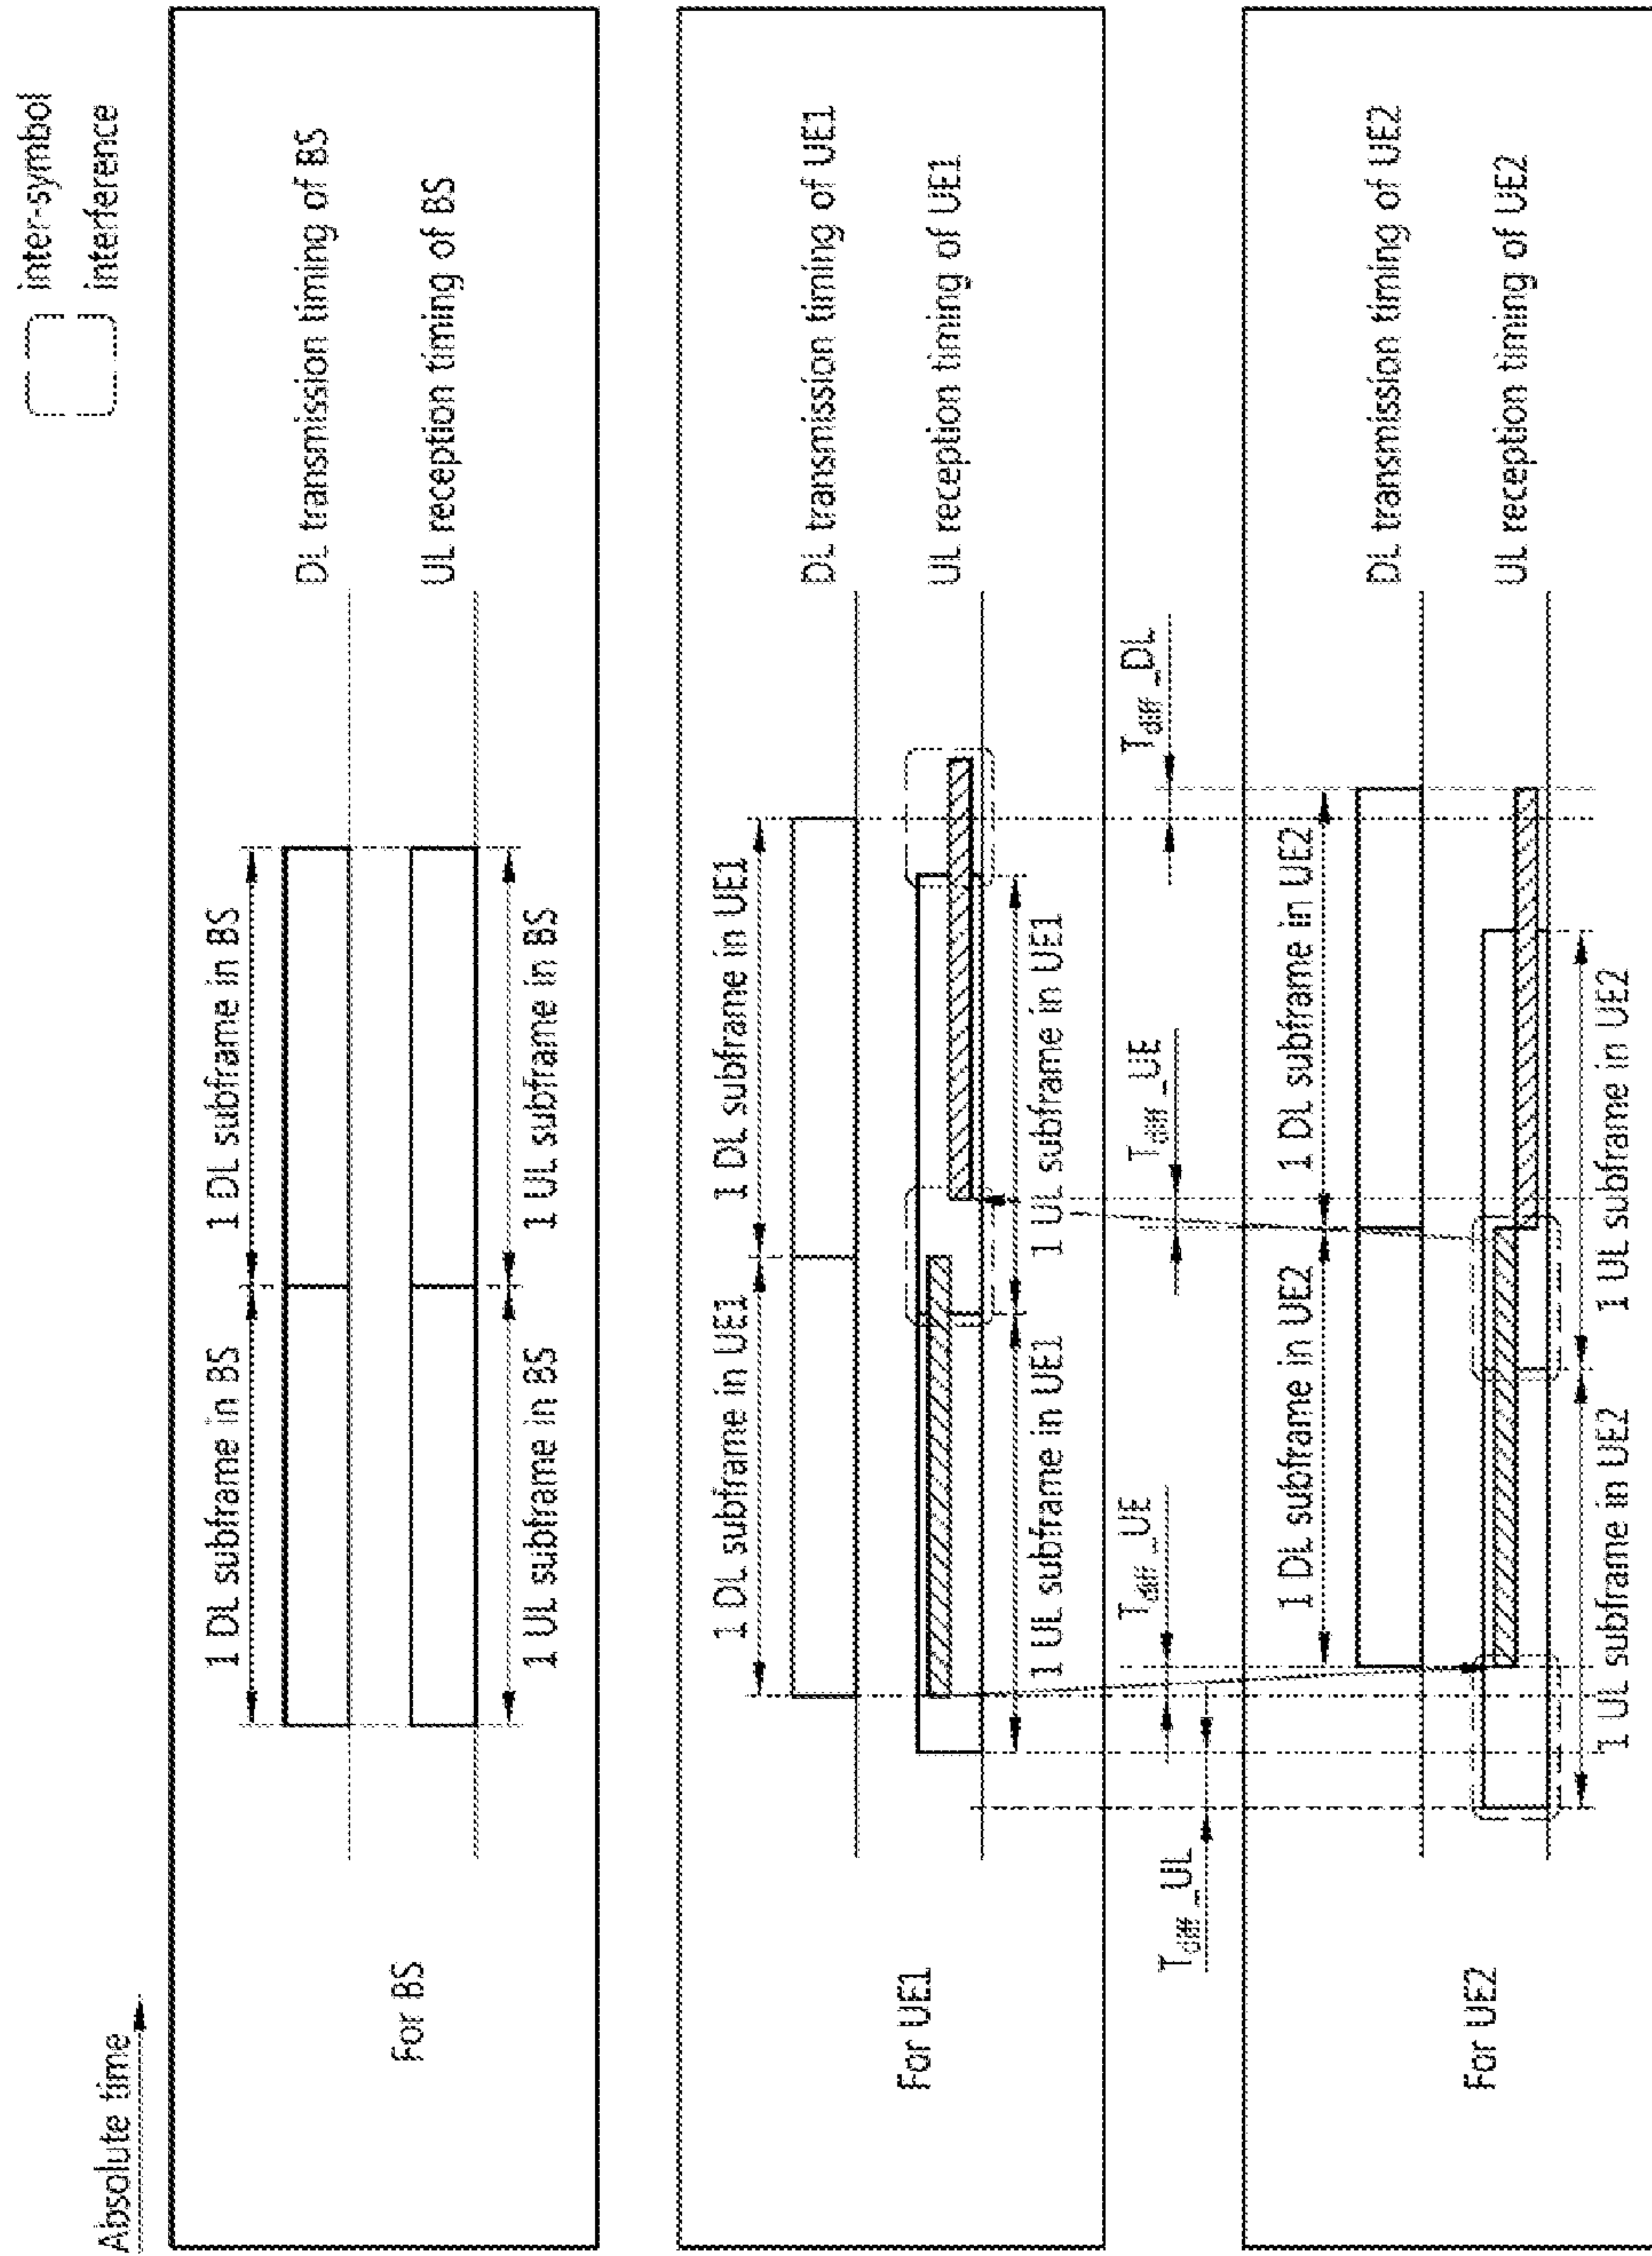 Absolute time
inter-symbol
interference
For BS
1 DL subframe in BS
1 DL subframe in BS
DL transmission timing of BS
UL reception timing of BS
1 UL subframe in BS
1 UL subframe in BS
For UE1
1 DL subframe in UE1
1 DL subframe in UE1
DL transmission timing of UE1
UL reception timing of UE1
1 UL subframe in UE1
1 UL subframe in UE1
Tdiff_UL
Tdiff_UE
Tdiff_UE
Tdiff_DL
For UE2
1 DL subframe in UE2
1 DL subframe in UE2
DL transmission timing of UE2
UL reception timing of UE2
1 UL subframe in UE2
1 UL subframe in UE2